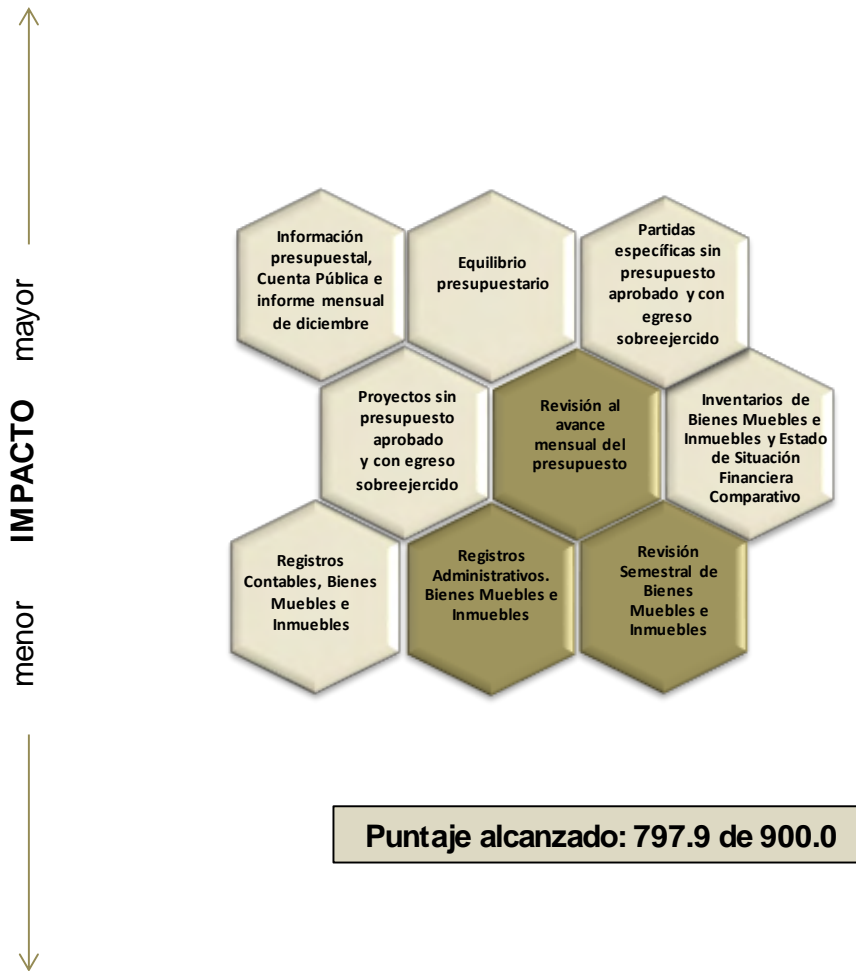 mayor
IMPACTO
menor
Información
presupuestal,
Cuenta Pública e
informe mensual
de diciembre
Equilibrio
presupuestario
Partidas
específicas sin
presupuesto
aprobado y con
egreso
sobreejercido
Proyectos sin
presupuesto
aprobado
y con egreso
sobreejercido
Revisión al
avance
mensual del
presupuesto
Inventarios de
Bienes Muebles e
Inmuebles y Estado
de Situación
Financiera
Comparativo
Registros
Contables, Bienes
Muebles e
Inmuebles
Registros
Administrativos.
Bienes Muebles e
Inmuebles
Revisión
Semestral de
Bienes
Muebles e
Inmuebles
Puntaje alcanzado: 797.9 de 900.0